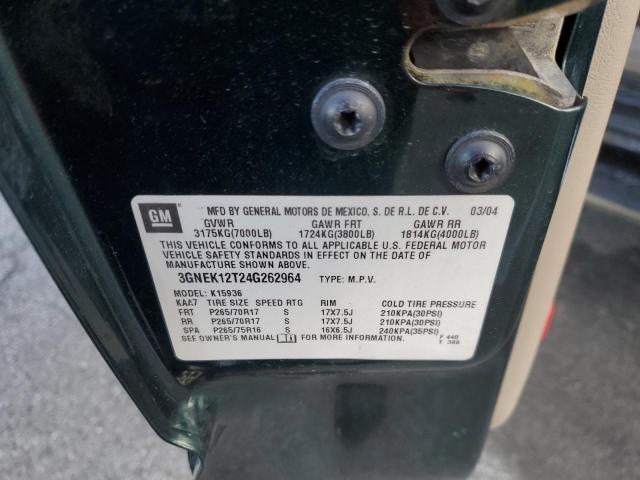 GM MFD BY GENERAL MOTORS DE MEXICO, S. DE R.L. DE C.V. 03/04
GVWR GAWR FRT GAWR RR
3175KG(7000LB) 1724KG(3800LB) 1814KG(4000LB)
THIS VEHICLE CONFORMS TO ALL APPLICABLE U.S. FEDERAL MOTOR
VEHICLE SAFETY STANDARDS IN EFFECT ON THE DATE OF MANUFACTURE SHOWN ABOVE.
3GNEK12T24G262964 TYPE: M.P.V.
MODEL: K15936
KAA7 TIRE SIZE SPEED RTG RIM COLD TIRE PRESSURE
FRT P265/70R17 S 17X7.5J 210KPA(30PSI)
RR P265/70R17 S 17X7.5J 210KPA(30PSI)
SPA P265/75R16 S 16X6.5J 240KPA(35PSI)
SEE OWNER'S MANUAL FOR MORE INFORMATION. F 440
T 388